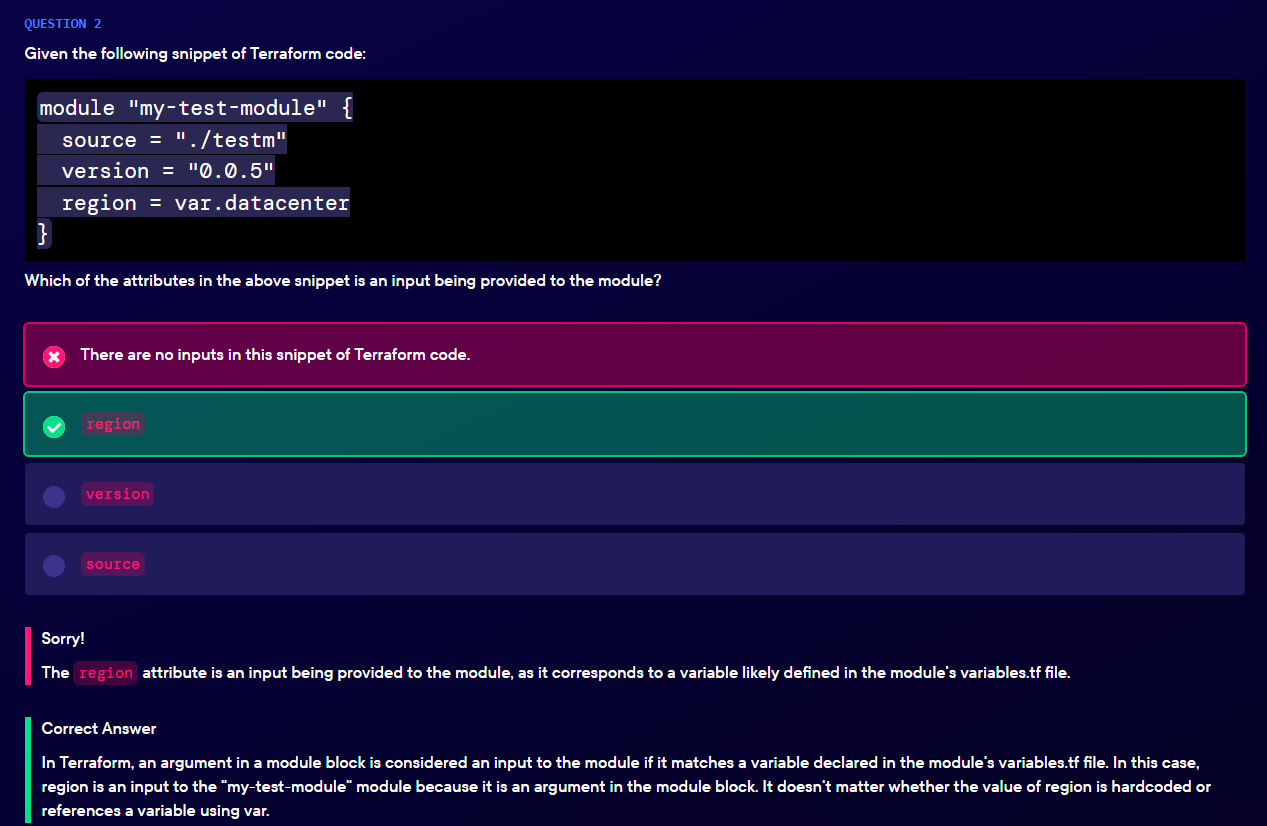 QUESTION 2
Given the following snippet of Terraform code:
module "my-test-module" {
  source = "./testm"
  version = "0.0.5"
  region = var.datacenter
}
Which of the attributes in the above snippet is an input being provided to the module?
There are no inputs in this snippet of Terraform code.
region
version
source
Sorry!
The region attribute is an input being provided to the module, as it corresponds to a variable likely defined in the module's variables.tf file.
Correct Answer
In Terraform, an argument in a module block is considered an input to the module if it matches a variable declared in the module's variables.tf file. In this case,
region is an input to the "my-test-module" module because it is an argument in the module block. It doesn't matter whether the value of region is hardcoded or
references a variable using var.